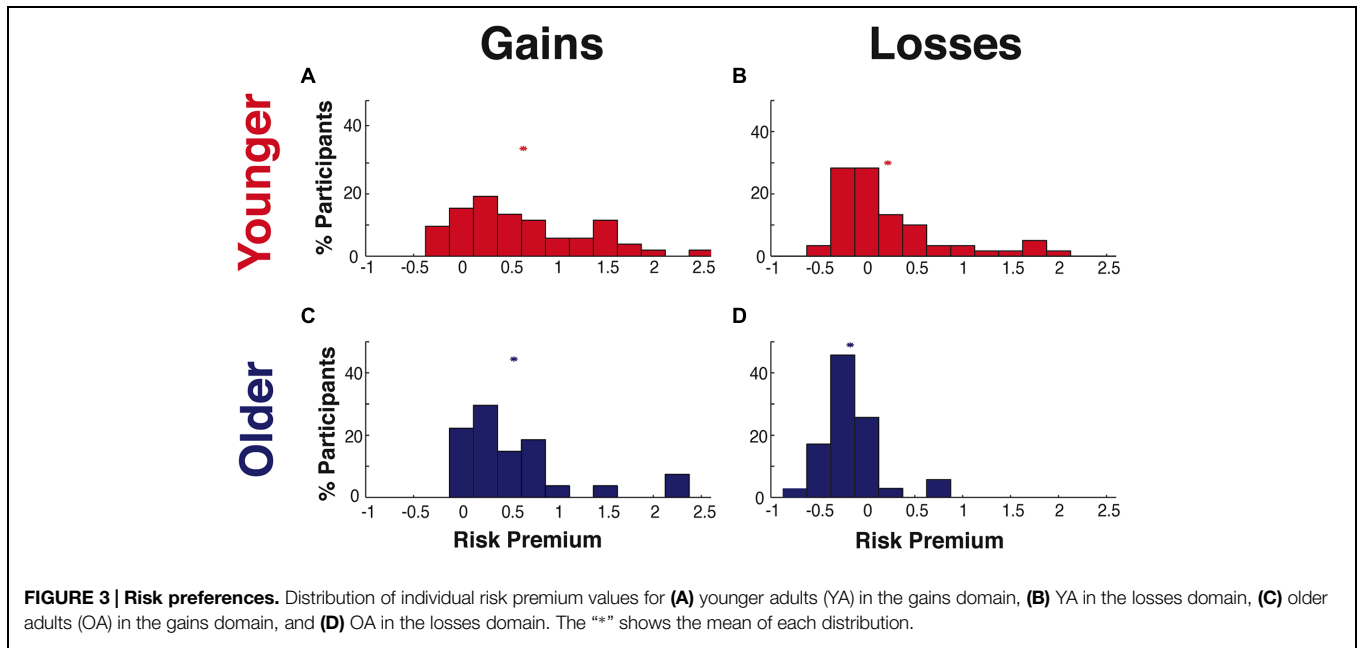 Gains
Losses
A
B
Younger
% Participants
40
20
0
-1 -0.5 0 0.5 1 1.5 2 2.5
40
20
0
-1 -0.5 0 0.5 1 1.5 2 2.5
C
D
Older
% Participants
40
20
0
-1 -0.5 0 0.5 1 1.5 2 2.5
Risk Premium
40
20
0
-1 -0.5 0 0.5 1 1.5 2 2.5
Risk Premium
FIGURE 3 | Risk preferences. Distribution of individual risk premium values for (A) younger adults (YA) in the gains domain, (B) YA in the losses domain, (C) older
adults (OA) in the gains domain, and (D) OA in the losses domain. The “*” shows the mean of each distribution.